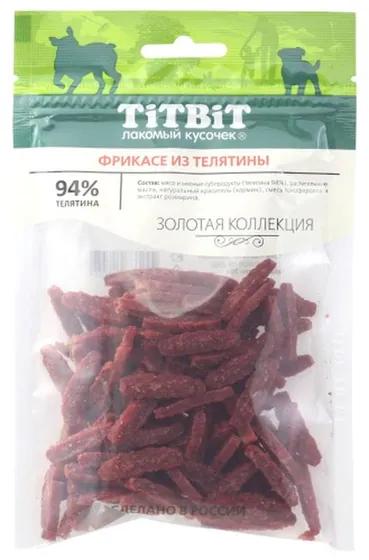 TiTBiT
лакомый кусочек®
ФРИКАСЕ ИЗ ТЕЛЯТИНЫ
94%
ТЕЛЯТИНА
Состав: мясо и мясные субпродукты (телятина 94%), растительное
масло, натуральный краситель (кармин), смесь токоферолов и
экстракт розмарина.
ЗОЛОТАЯ КОЛЛЕКЦИЯ
СДЕЛАНО В РОССИИ